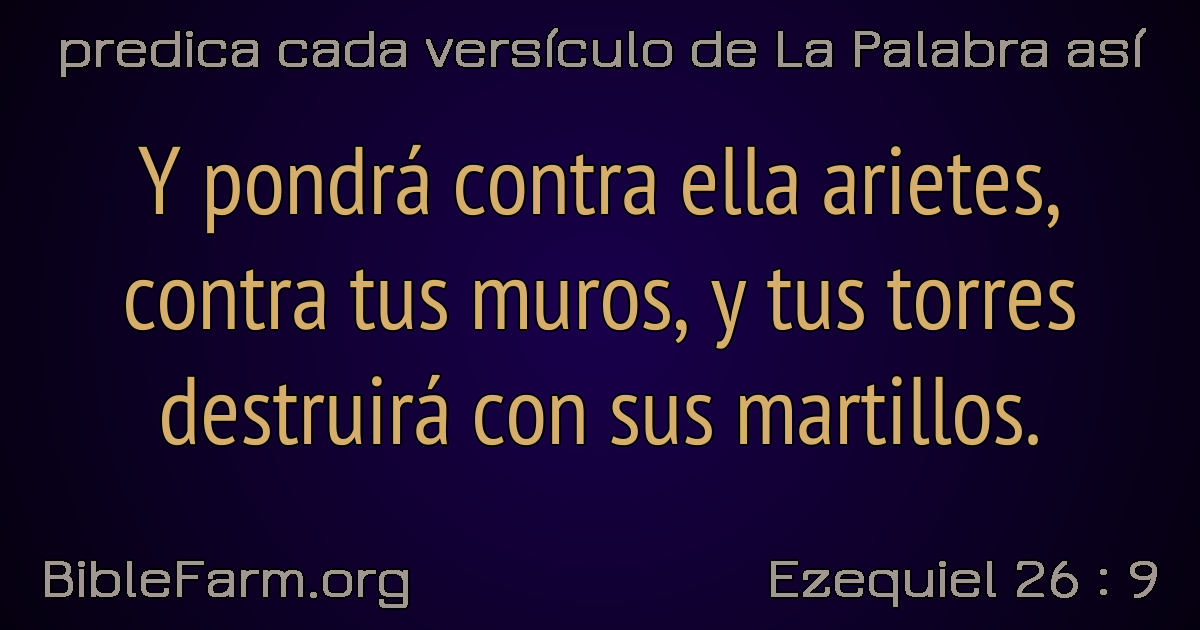 predica cada versículo de La Palabra así
Y pondrá contra ella arietes,
contra tus muros, y tus torres
destruirá con sus martillos.
BibleFarm.org
Ezequiel 26 : 9